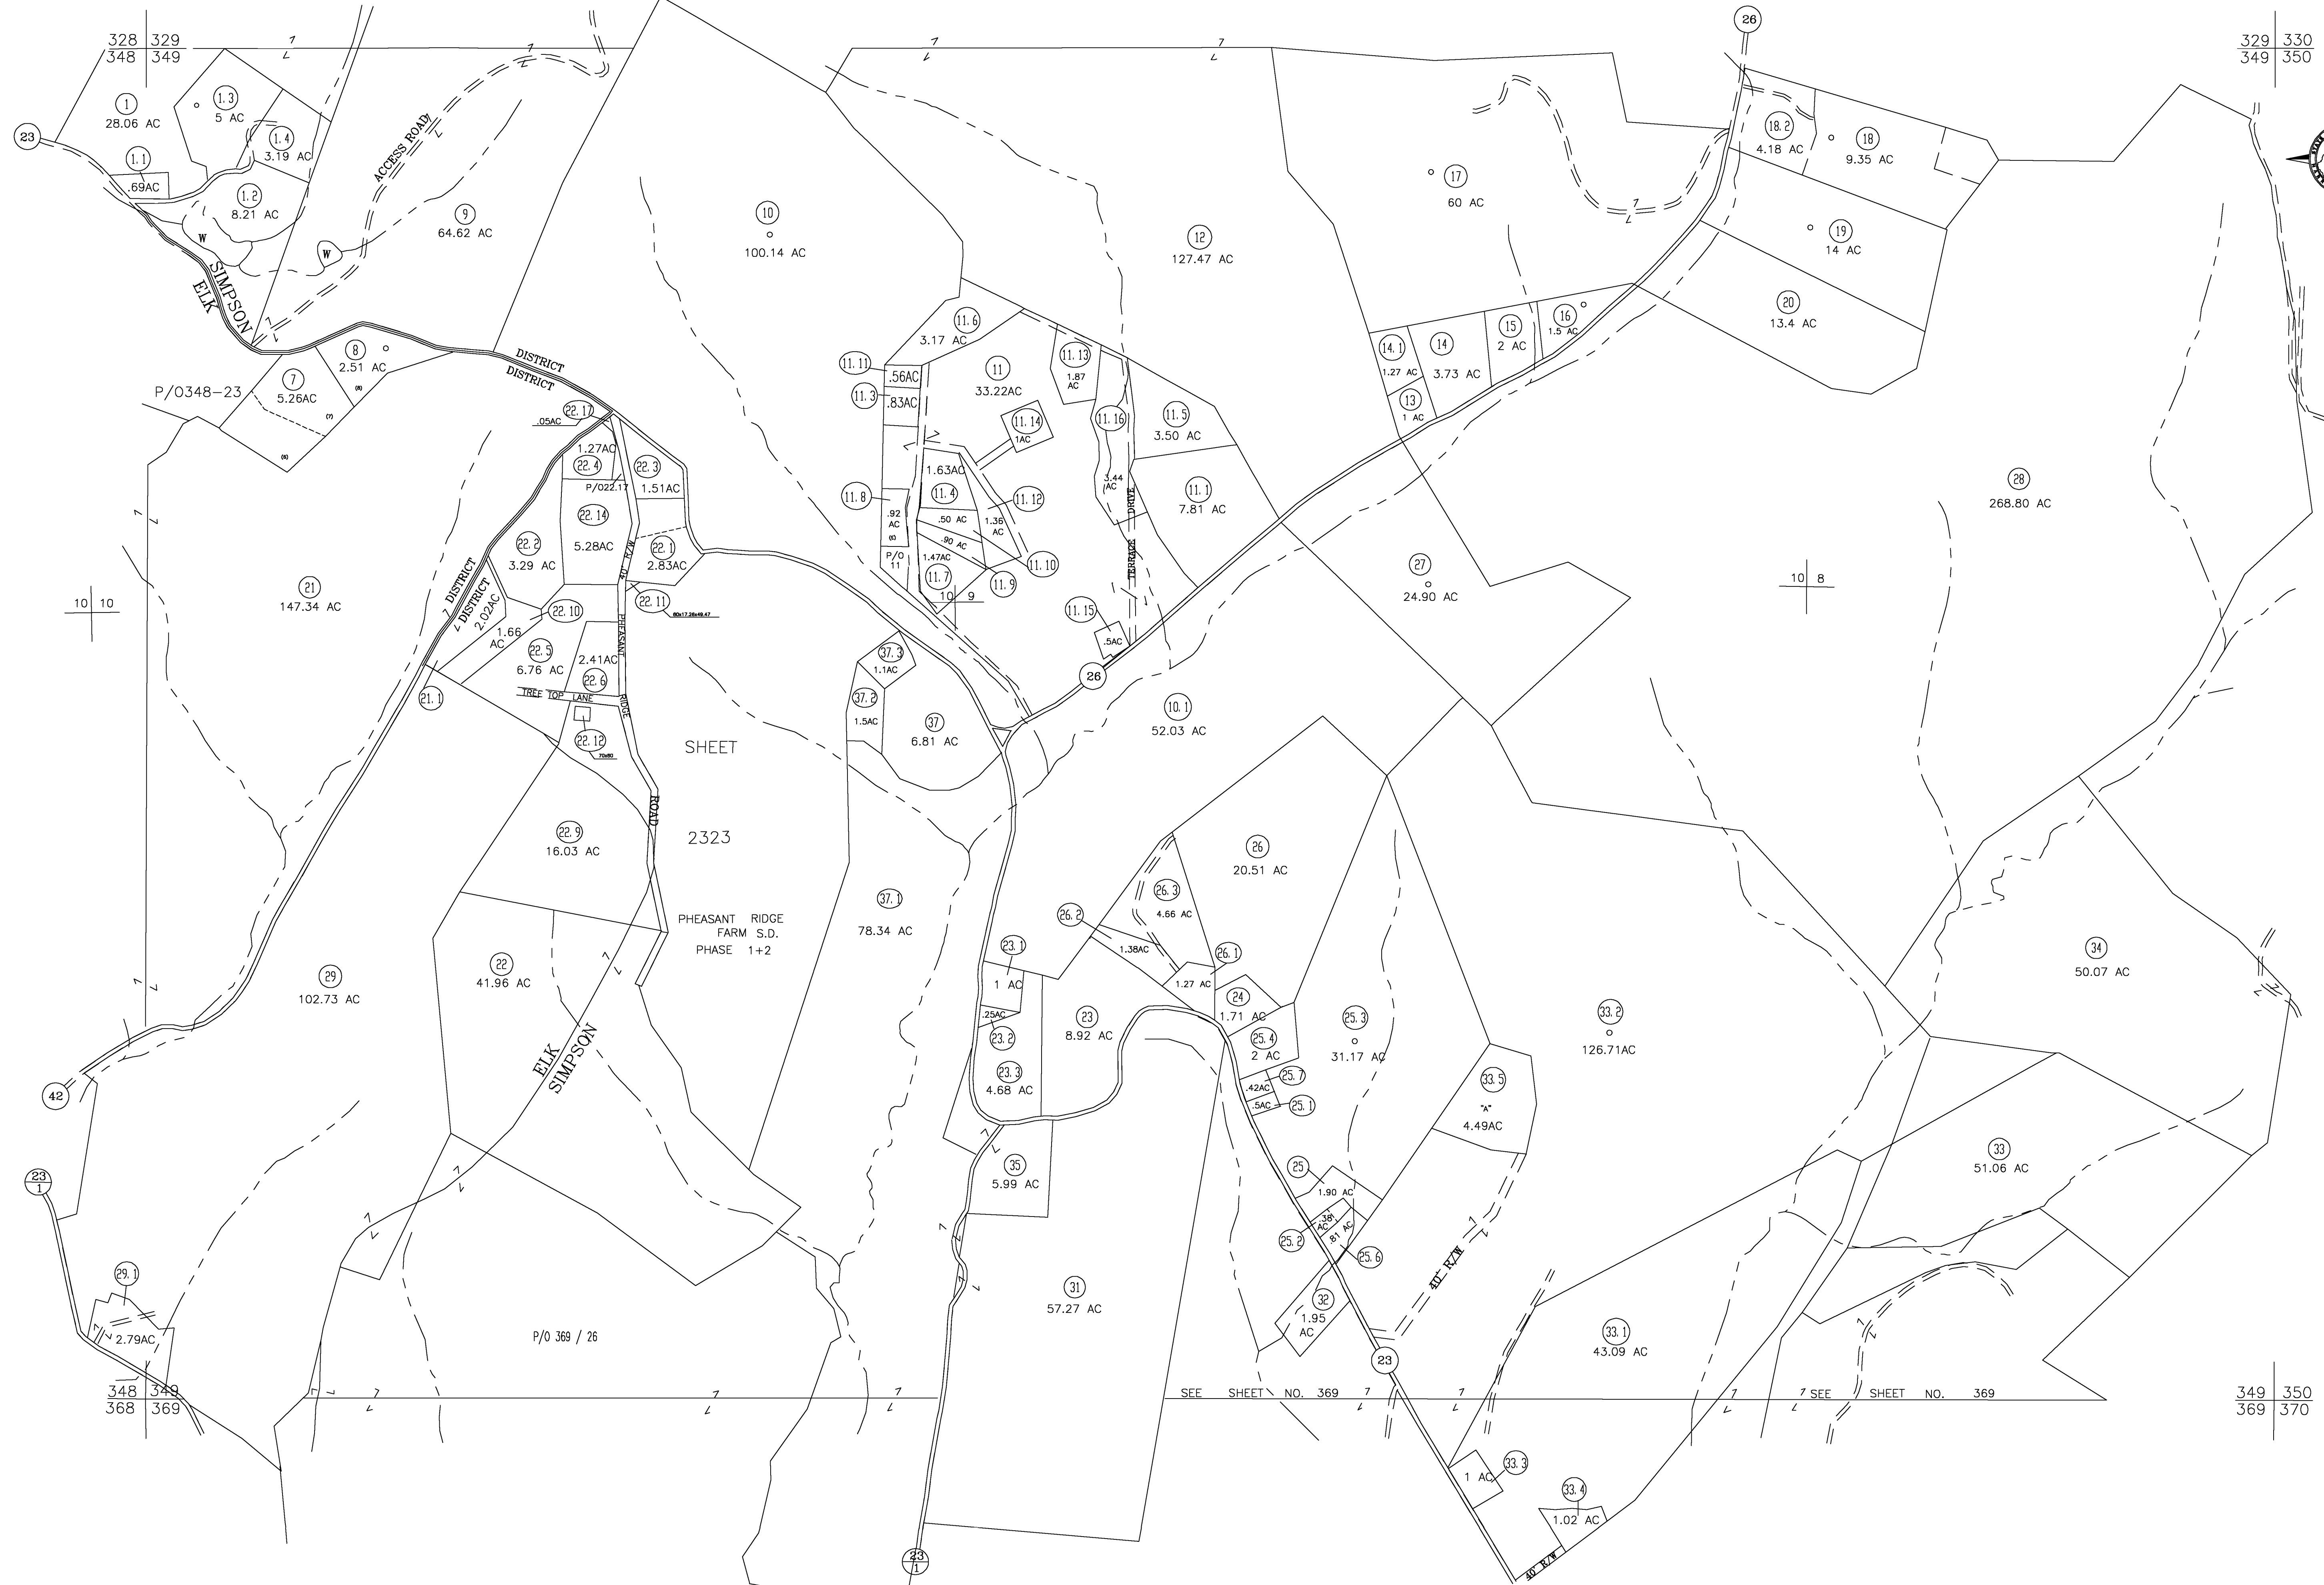 328 329
348 349
329 330
349 350
26
23
1
28.06 AC
1.3
5 AC
1.4
3.19 AC
1.1
.69AC
1.2
8.21 AC
W
W
ACCESS ROAD
9
64.62 AC
SIMPSON
ELK
10
100.14 AC
12
127.47 AC
17
60 AC
18.2
4.18 AC
18
9.35 AC
19
14 AC
20
13.4 AC
DISTRICT
DISTRICT
8
2.51 AC
(8)
7
5.26AC
(7)
(6)
P/0348-23
11.6
3.17 AC
11.11
.56AC
11.3
.83AC
11
33.22AC
11.13
1.87
AC
11.14
1AC
11.16
3.44
AC
11.5
3.50 AC
11.1
7.81 AC
14.1
1.27 AC
14
3.73 AC
15
2 AC
16
1.5 AC
13
1 AC
22.17
.05AC
1.27AC
22.4
22.3
1.51AC
P/022.17
22.14
5.28AC
22.2
3.29 AC
22.1
2.83AC
40' R/W
11.8
.92
AC
P/O
11
1.63AC
11.4
.50 AC
.90 AC
1.47AC
11.7
11.12
1.36
AC
11.10
11.9
10 9
TERRACE DRIVE
11.15
.5AC
26
28
268.80 AC
27
24.90 AC
10 8
10 10
21
147.34 AC
DISTRICT
DISTRICT
2.02AC
1.66
AC
22.10
22.11
60x17.26x49.47
22.5
6.76 AC
2.41AC
22.6
21.1
TREE TOP LANE
22.12
70x80
PHEASANT
RIDGE
ROAD
37.3
1.1AC
37.2
1.5AC
37
6.81 AC
10.1
52.03 AC
SHEET
2323
22.9
16.03 AC
PHEASANT RIDGE
FARM S.D.
PHASE 1+2
37.1
78.34 AC
26
20.51 AC
26.3
4.66 AC
26.2
1.38AC
26.1
1.27 AC
29
102.73 AC
22
41.96 AC
ELK
SIMPSON
23.1
1 AC
.25AC
23.2
23
8.92 AC
23.3
4.68 AC
24
1.71 AC
25.4
2 AC
25.3
31.17 AC
25.7
.42AC
.5AC
25.1
33.2
126.71AC
33.5
"A"
4.49AC
34
50.07 AC
33
51.06 AC
42
23
1
35
5.99 AC
25
1.90 AC
.38
AC
.81 AC
25.2
25.6
40' R/W
29.1
2.79AC
P/O 369 / 26
31
57.27 AC
32
1.95
AC
23
33.1
43.09 AC
348 349
368 369
SEE SHEET NO. 369
SEE SHEET NO. 369
349 350
369 370
33.3
1 AC
33.4
1.02 AC
40' R/W
23
1